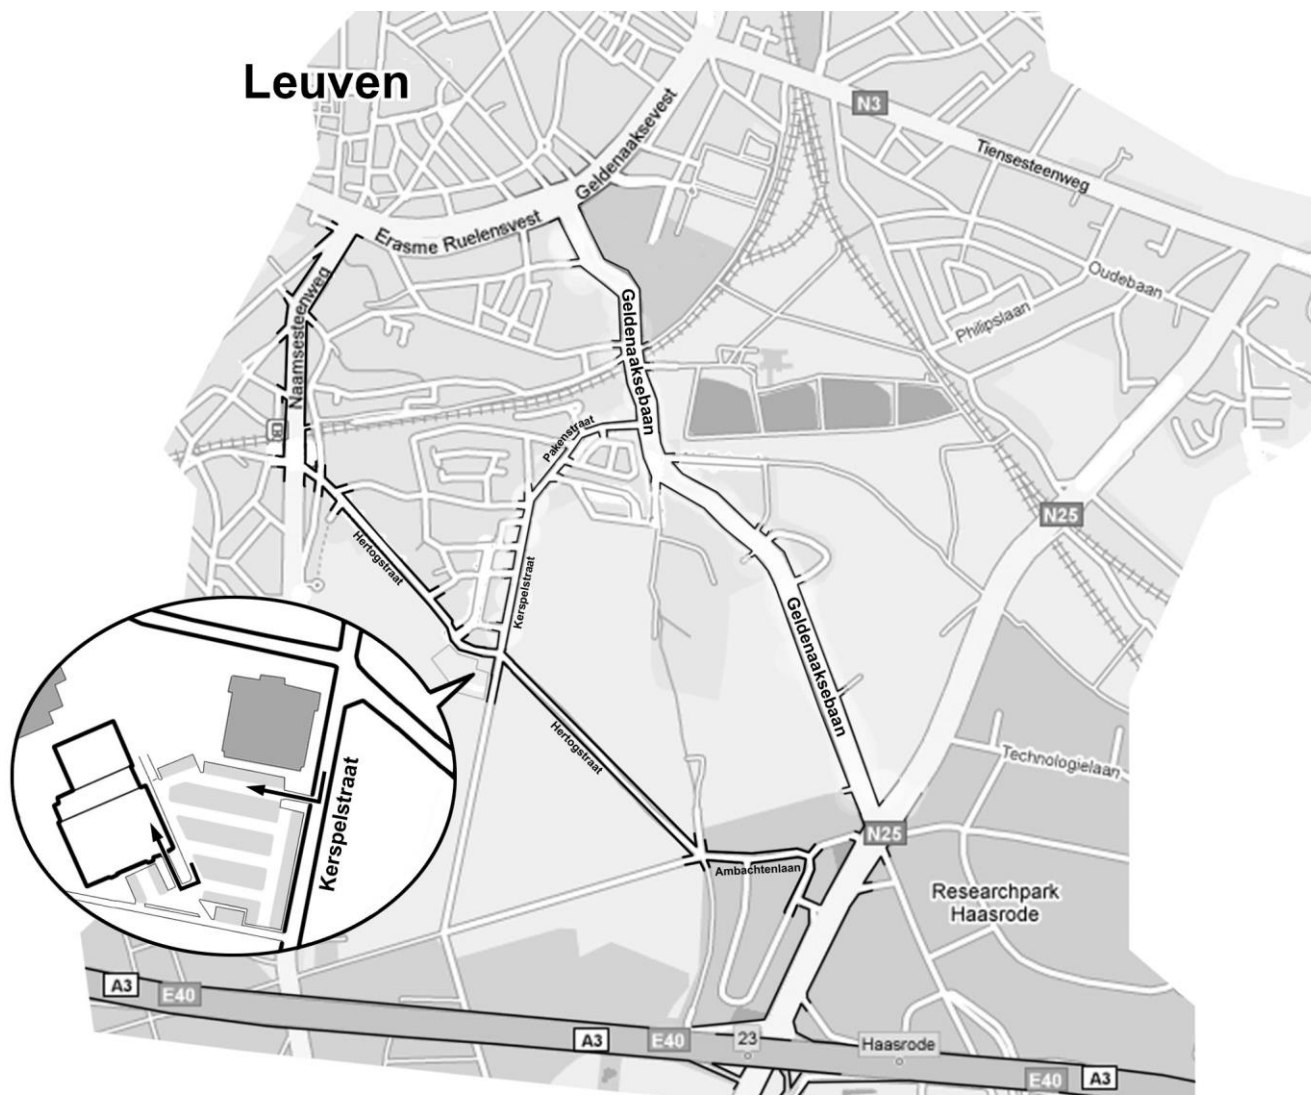 Leuven
N3
Geldenaaksevest
Tiensesteenweg
Erasme Ruelensvest
Oudebaan
Naamsesteenweg
Geldenaaksebaan
Philipslaan
B
Pakenstraat
N25
Hertogstraat
Kerspelstraat
Geldenaaksebaan
Hertogstraat
Technologielaan
Kerspelstraat
N25
Ambachtenlaan
Researchpark
Haasrode
A3
E40
A3
E40
23
Haasrode
E40
A3